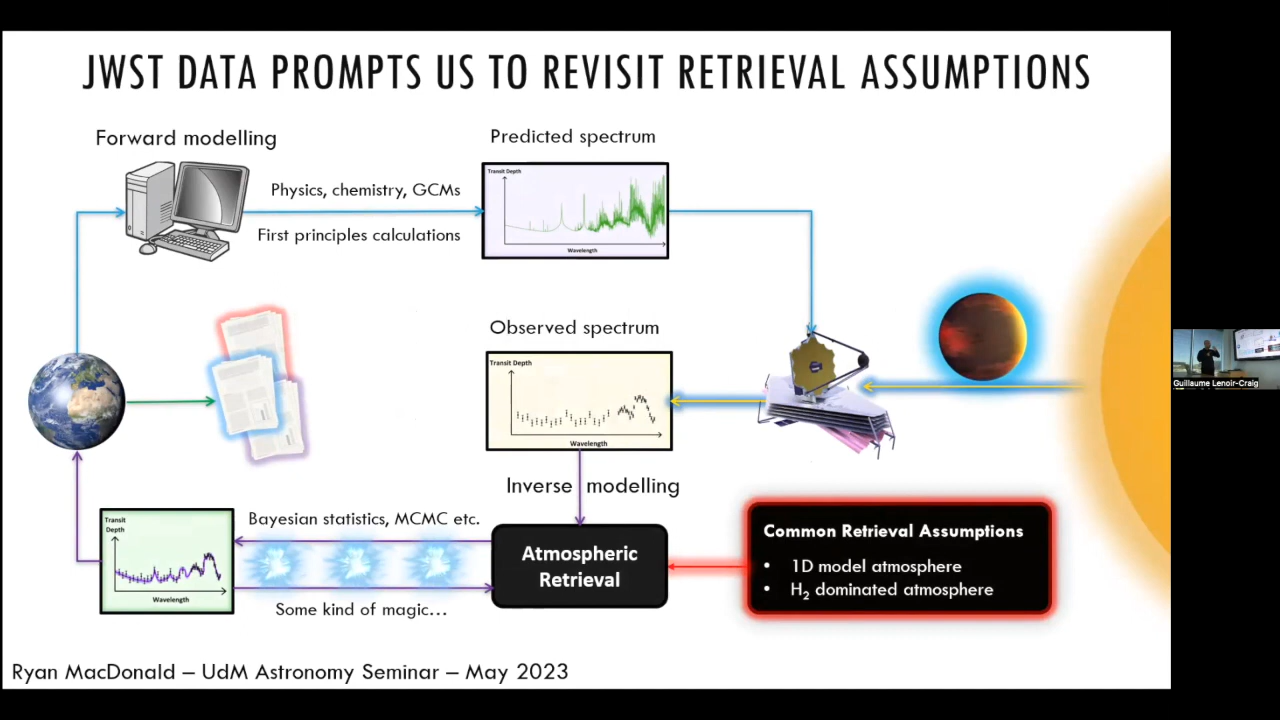 JWST DATA PROMPTS US TO REVISIT RETRIEVAL ASSUMPTIONS
Forward modelling
Predicted spectrum
Physics, chemistry, GCMs
First principles calculations
Transit Depth
Wavelength
Observed spectrum
Transit Depth
Wavelength
Guillaume Lenoir-Craig
Inverse modelling
Bayesian statistics, MCMC etc.
Transit
Depth
Wavelength
Some kind of magic...
Atmospheric
Retrieval
Common Retrieval Assumptions
• 1D model atmosphere
• H₂ dominated atmosphere
Ryan MacDonald – UdM Astronomy Seminar – May 2023